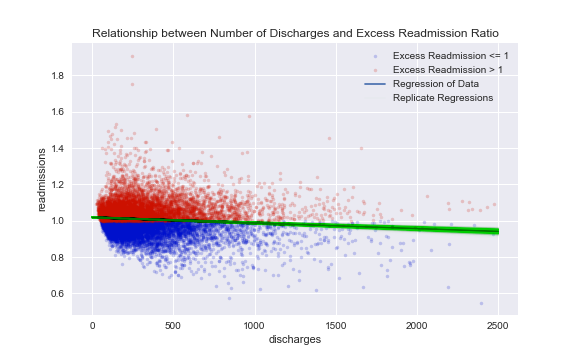 Relationship between Number of Discharges and Excess Readmission Ratio
Excess Readmission <= 1
Excess Readmission > 1
Regression of Data
Replicate Regressions
readmissions
1.8
1.6
1.4
1.2
1.0
0.8
0.6
0
500
1000
1500
2000
2500
discharges